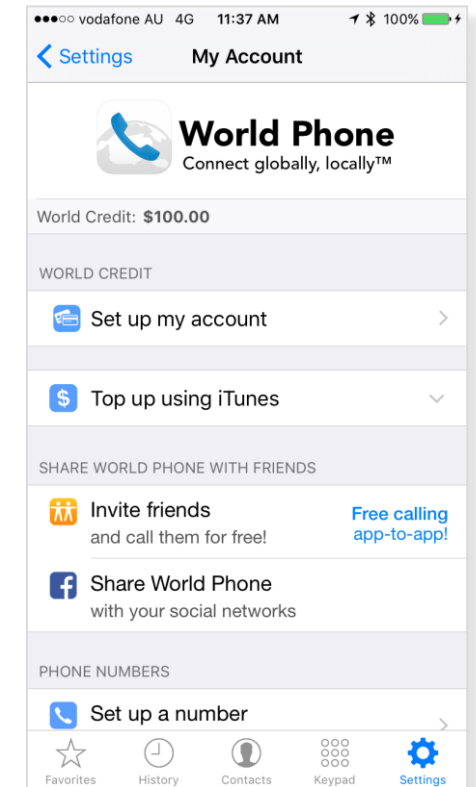 vodafone AU 4G 11:37 AM 100%
Settings My Account
World Phone
Connect globally, locally™
World Credit: $100.00
WORLD CREDIT
Set up my account
$ Top up using iTunes
SHARE WORLD PHONE WITH FRIENDS
Invite friends Free calling
and call them for free! app-to-app!
f Share World Phone
with your social networks
PHONE NUMBERS
Set up a number
Favorites History Contacts Keypad Settings